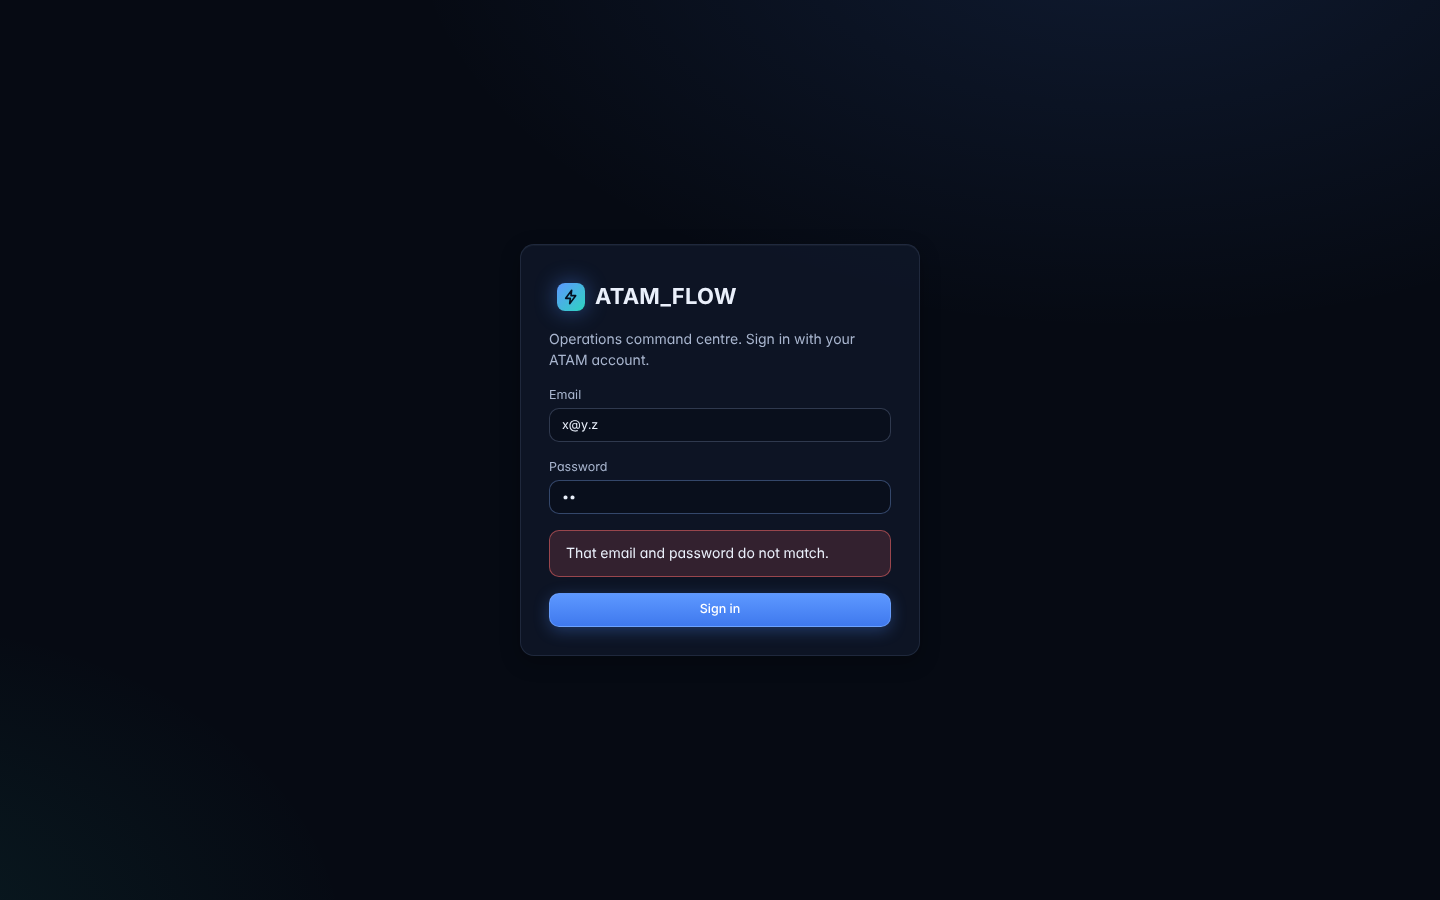 ATAM_FLOW
Operations command centre. Sign in with your
ATAM account.
Email
x@y.z
Password
••
That email and password do not match.
Sign in